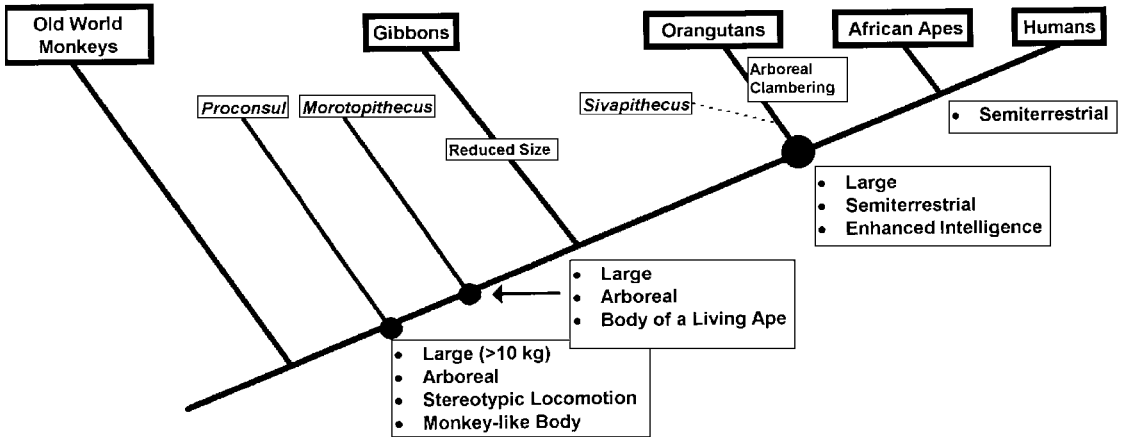 Old World
Monkeys
Gibbons
Orangutans
African Apes
Humans
Proconsul
Morotopithecus
Sivapithecus
Arboreal
Clambering
Reduced Size
• Semiterrestrial
• Large
• Semiterrestrial
• Enhanced Intelligence
• Large
• Arboreal
• Body of a Living Ape
• Large (>10 kg)
• Arboreal
• Stereotypic Locomotion
• Monkey-like Body